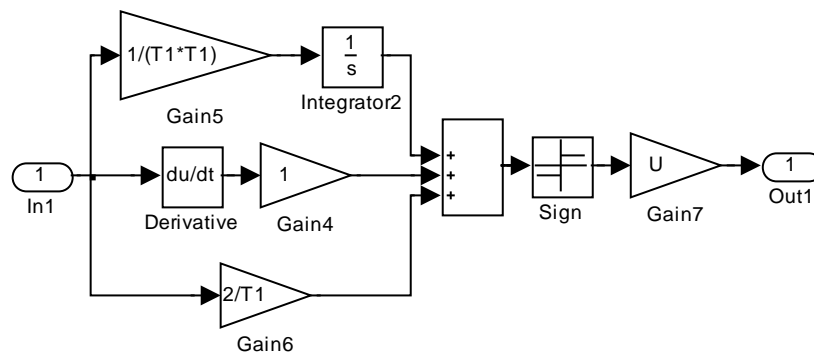 1/(T1*T1)
Gain5
1
s
Integrator2
1
In1
du/dt
Derivative
1
Gain4
+
+
+
Sign
U
Gain7
1
Out1
2/T1
Gain6